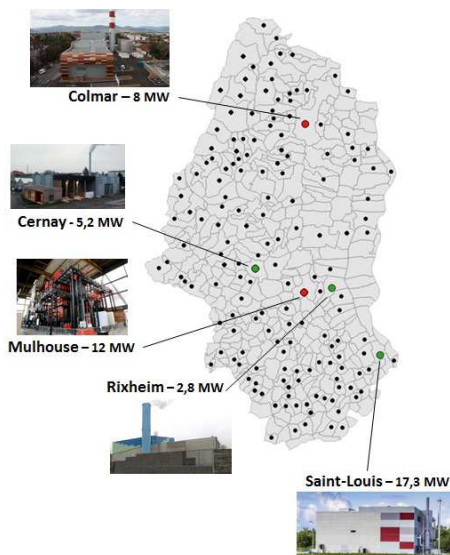 Colmar – 8 MW
Cernay - 5,2 MW
Mulhouse – 12 MW
Rixheim – 2,8 MW
Saint-Louis – 17,3 MW